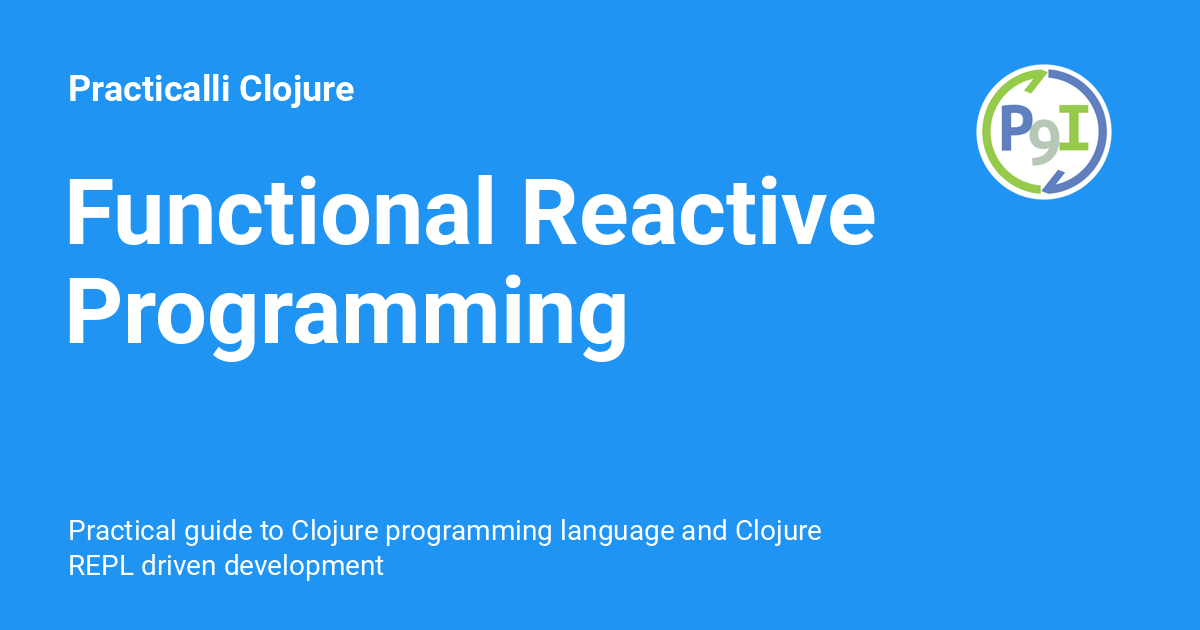 Practicalli Clojure
P9I
Functional Reactive
Programming
Practical guide to Clojure programming language and Clojure
REPL driven development